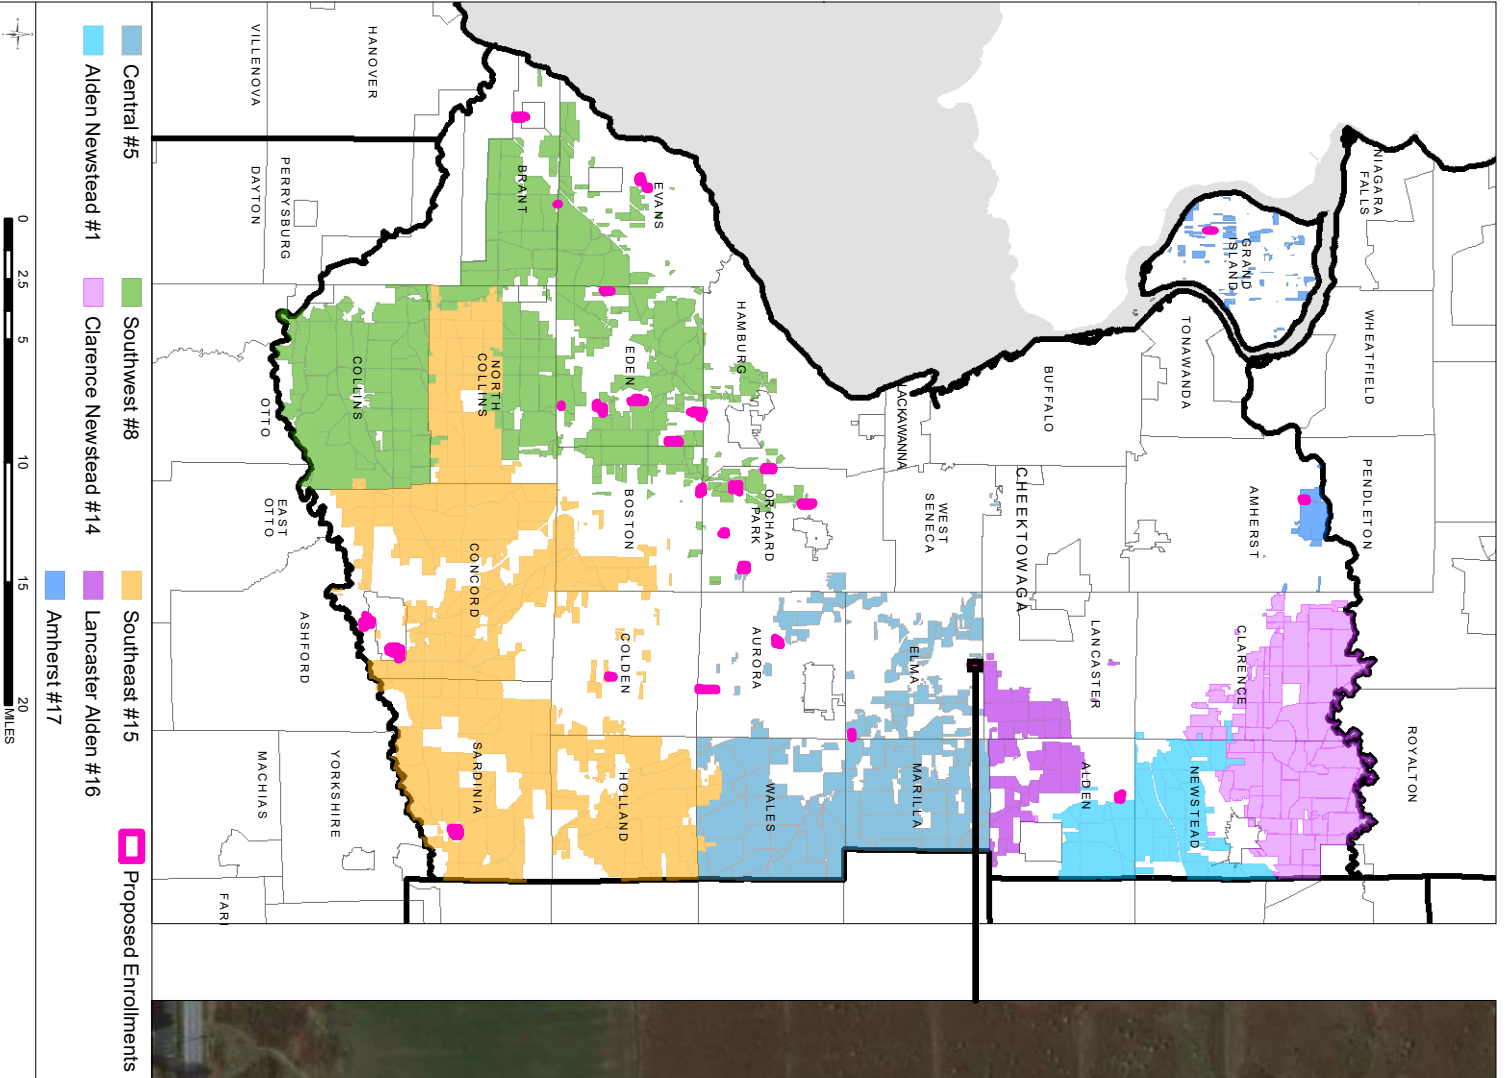 NIAGARA
FALLS
WHEATFIELD
PENDLETON
ROYALTON
GRAND
ISLAND
TONAWANDA
AMHERST
CLARENCE
NEWSTEAD
BUFFALO
CHEEKTOWAGA
LANCASTER
ALDEN
LACKAWANNA
WEST
SENECA
ELMA
MARILLA
HAMBURG
ORCHARD
PARK
AURORA
WALES
EVANS
EDEN
BOSTON
COLDEN
HOLLAND
BRANT
NORTH
COLLINS
CONCORD
SARDINIA
COLLINS
HANOVER
VILLENOVA
PERRYSBURG
DAYTON
OTTO
EAST
OTTO
ASHFORD
YORKSHIRE
MACHIAS
FARI
Central #5
Southwest #8
Southeast #15
Proposed Enrollments
Alden Newstead #1
Clarence Newstead #14
Lancaster Alden #16
Amherst #17
0 2.5 5 10 15 20
MILES